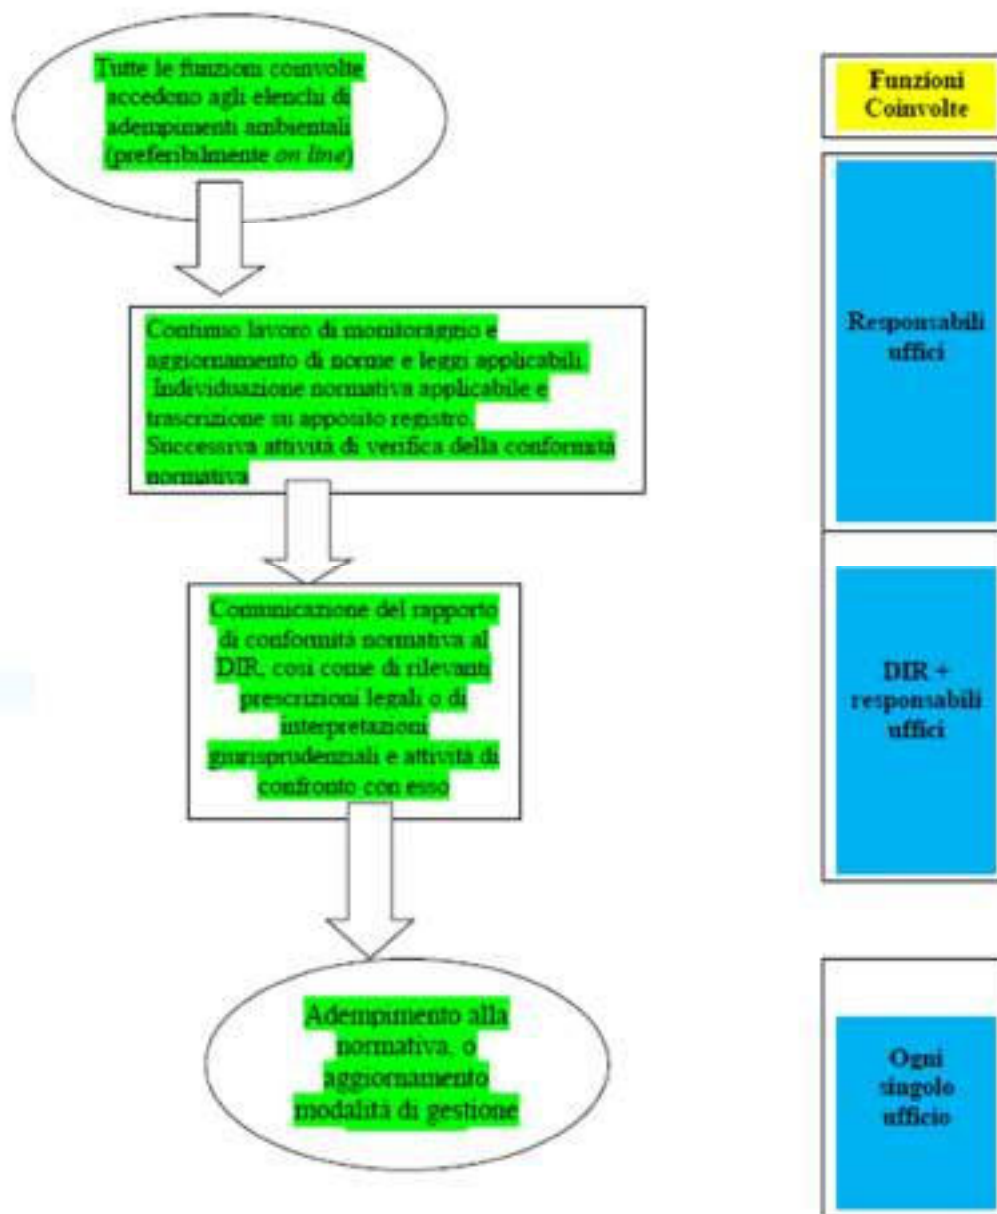 Tutte le funzioni coinvolte
accedono agli elenchi di
adempimenti ambientali
(preferibilmente on line)
Funzioni
Coinvolte
Continuo lavoro di monitoraggio e
aggiornamento di norme e leggi applicabili.
Individuazione normativa applicabile e
trascrizione su apposito registro.
Successiva attività di verifica della conformità
normativa
Responsabili
uffici
Comunicazione del rapporto
di conformità normativa al
DIR, così come di rilevanti
prescrizioni legali o di
interpretazioni
giurisprudenziali e attività di
confronto con esso
DIR +
responsabili
uffici
Adempimento alla
normativa, o
aggiornamento
modalità di gestione
Ogni
singolo
ufficio